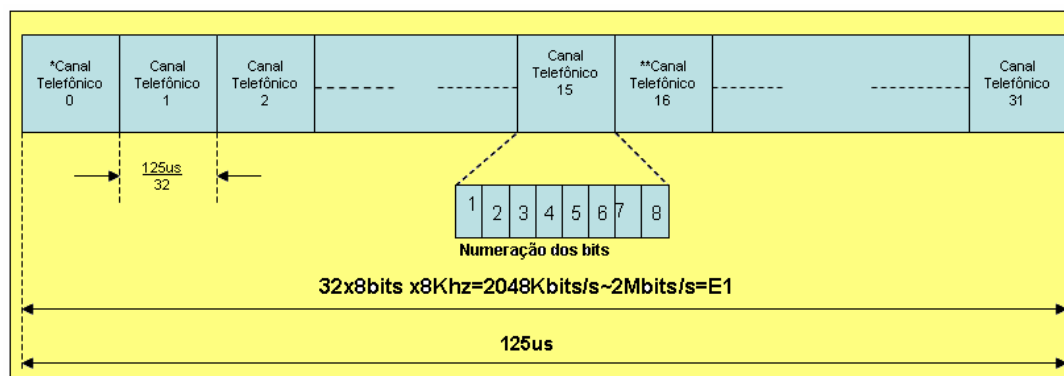 *Canal
Telefônico
0
Canal
Telefônico
1
Canal
Telefônico
2
Canal
Telefônico
15
**Canal
Telefônico
16
Canal
Telefônico
31
125us
32
1 2 3 4 5 6 7 8
Numeração dos bits
32x8bits x8Khz=2048Kbits/s~2Mbits/s=E1
125us